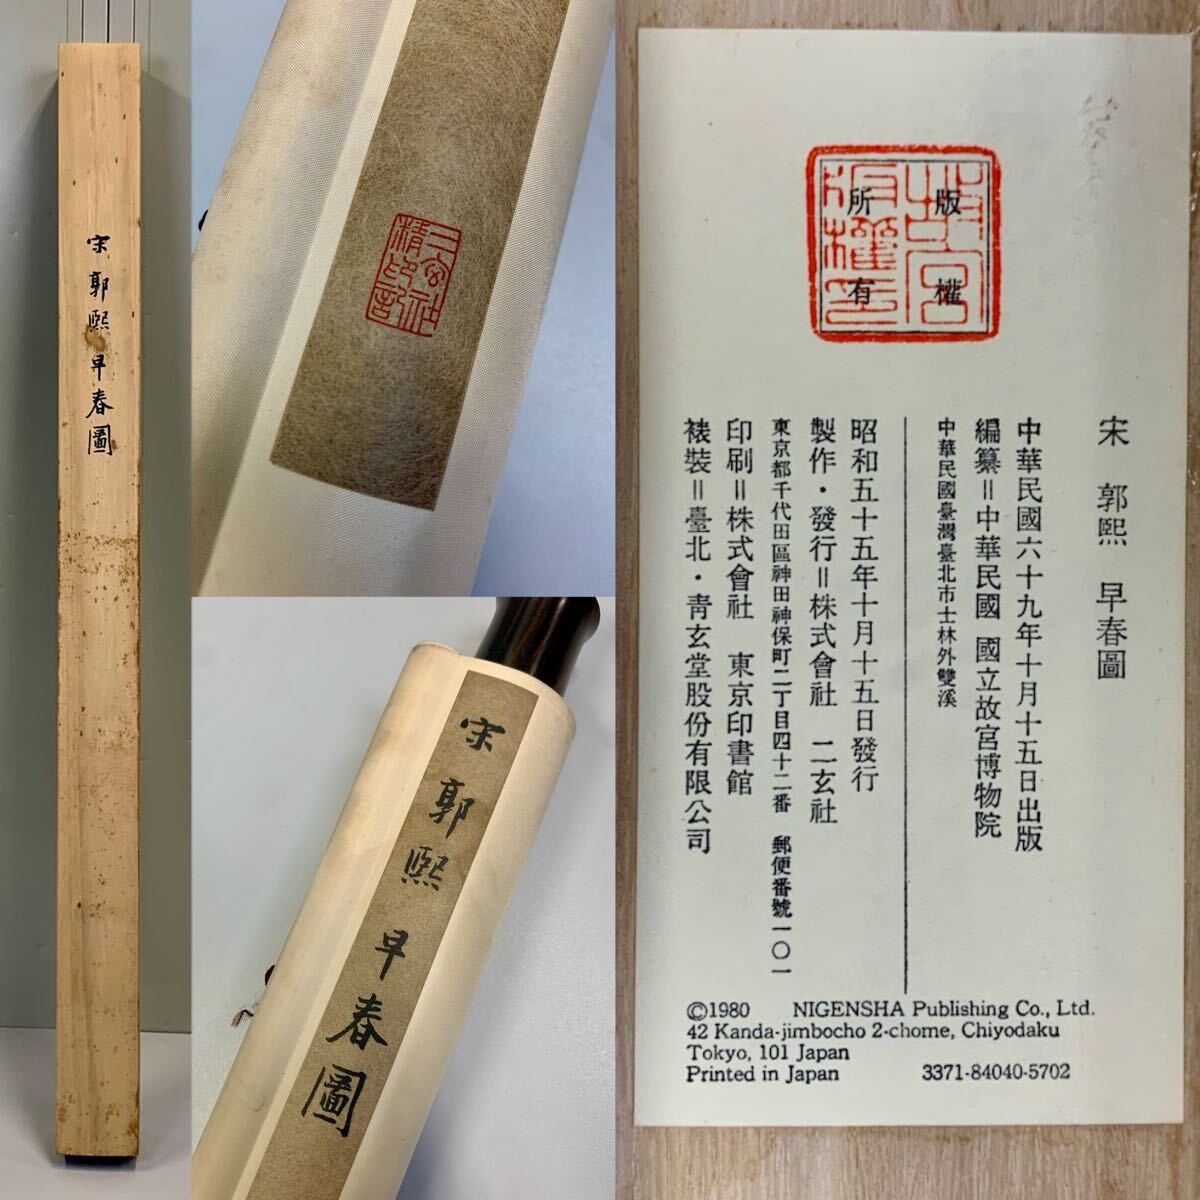 宋 郭熙 早春圖
二玄社精印記
宋 郭熙 早春圖
版權
所有
宋 郭熙 早春圖
中華民國六十九年十月十五日出版
編纂＝中華民國 國立故宮博物院
中華民國臺灣臺北市士林外雙溪
昭和五十五年十月十五日發行
製作・發行＝株式會社 二玄社
東京都千代田區神田神保町二丁目四十二番 郵便番號一〇一
印刷＝株式會社 東京印書館
裱裝＝臺北・青玄堂股份有限公司
©1980 NIGENSHA Publishing Co., Ltd.
42 Kanda-jimbocho 2-chome, Chiyodaku
Tokyo, 101 Japan
Printed in Japan 3371-84040-5702